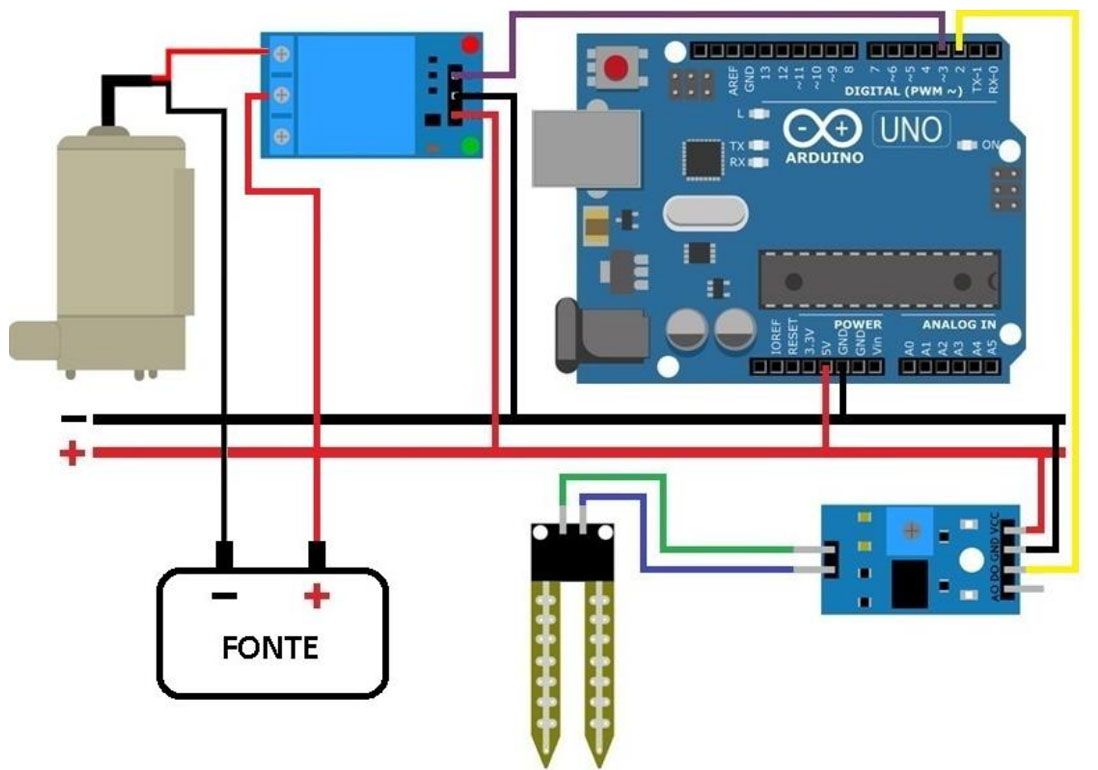 AREF
GND
13
12
~11
~10
~9
8
7
~6
~5
4
~3
2
TX→1
RX←0
DIGITAL (PWM ~)
L
TX
RX
ARDUINO
UNO
ON
IOREF
RESET
3.3V
5V
GND
GND
Vin
POWER
A0
A1
A2
A3
A4
A5
ANALOG IN
−
+
VCC
GND
DO
AO
− +
FONTE